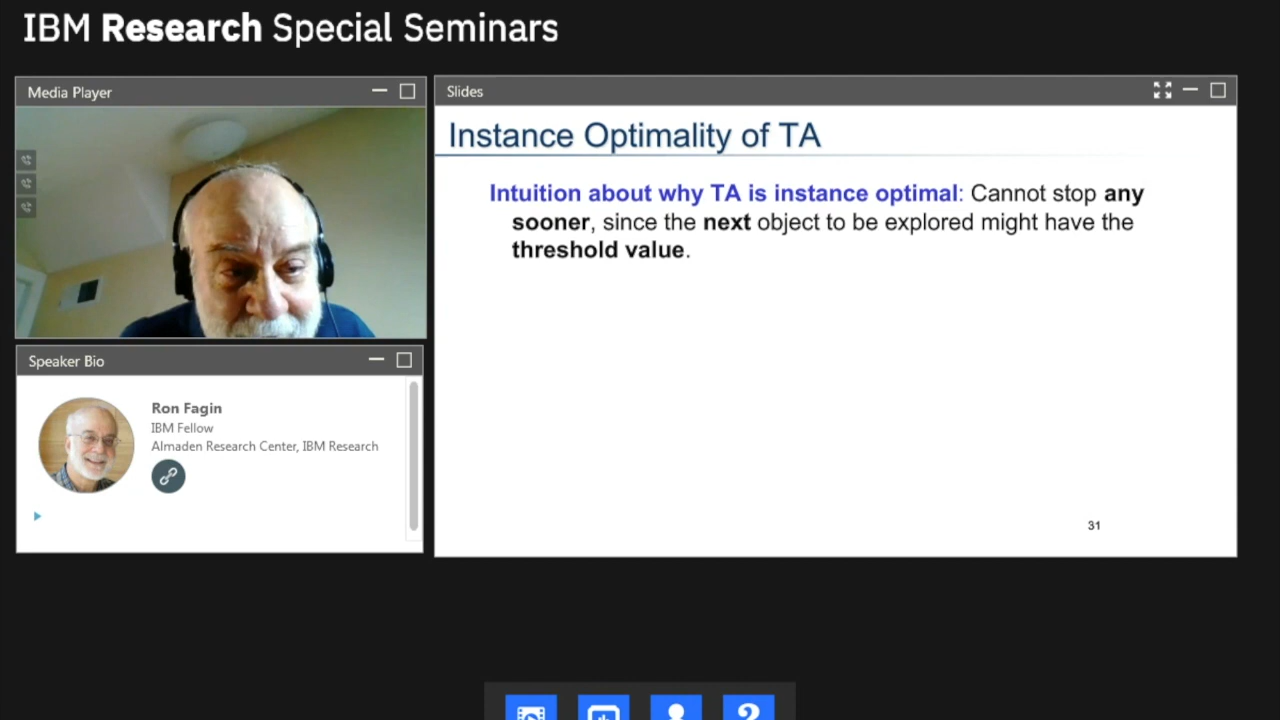 IBM Research Special Seminars
Media Player
Slides
Instance Optimality of TA
Intuition about why TA is instance optimal: Cannot stop any
sooner, since the next object to be explored might have the
threshold value.
Speaker Bio
Ron Fagin
IBM Fellow
Almaden Research Center, IBM Research
31
?